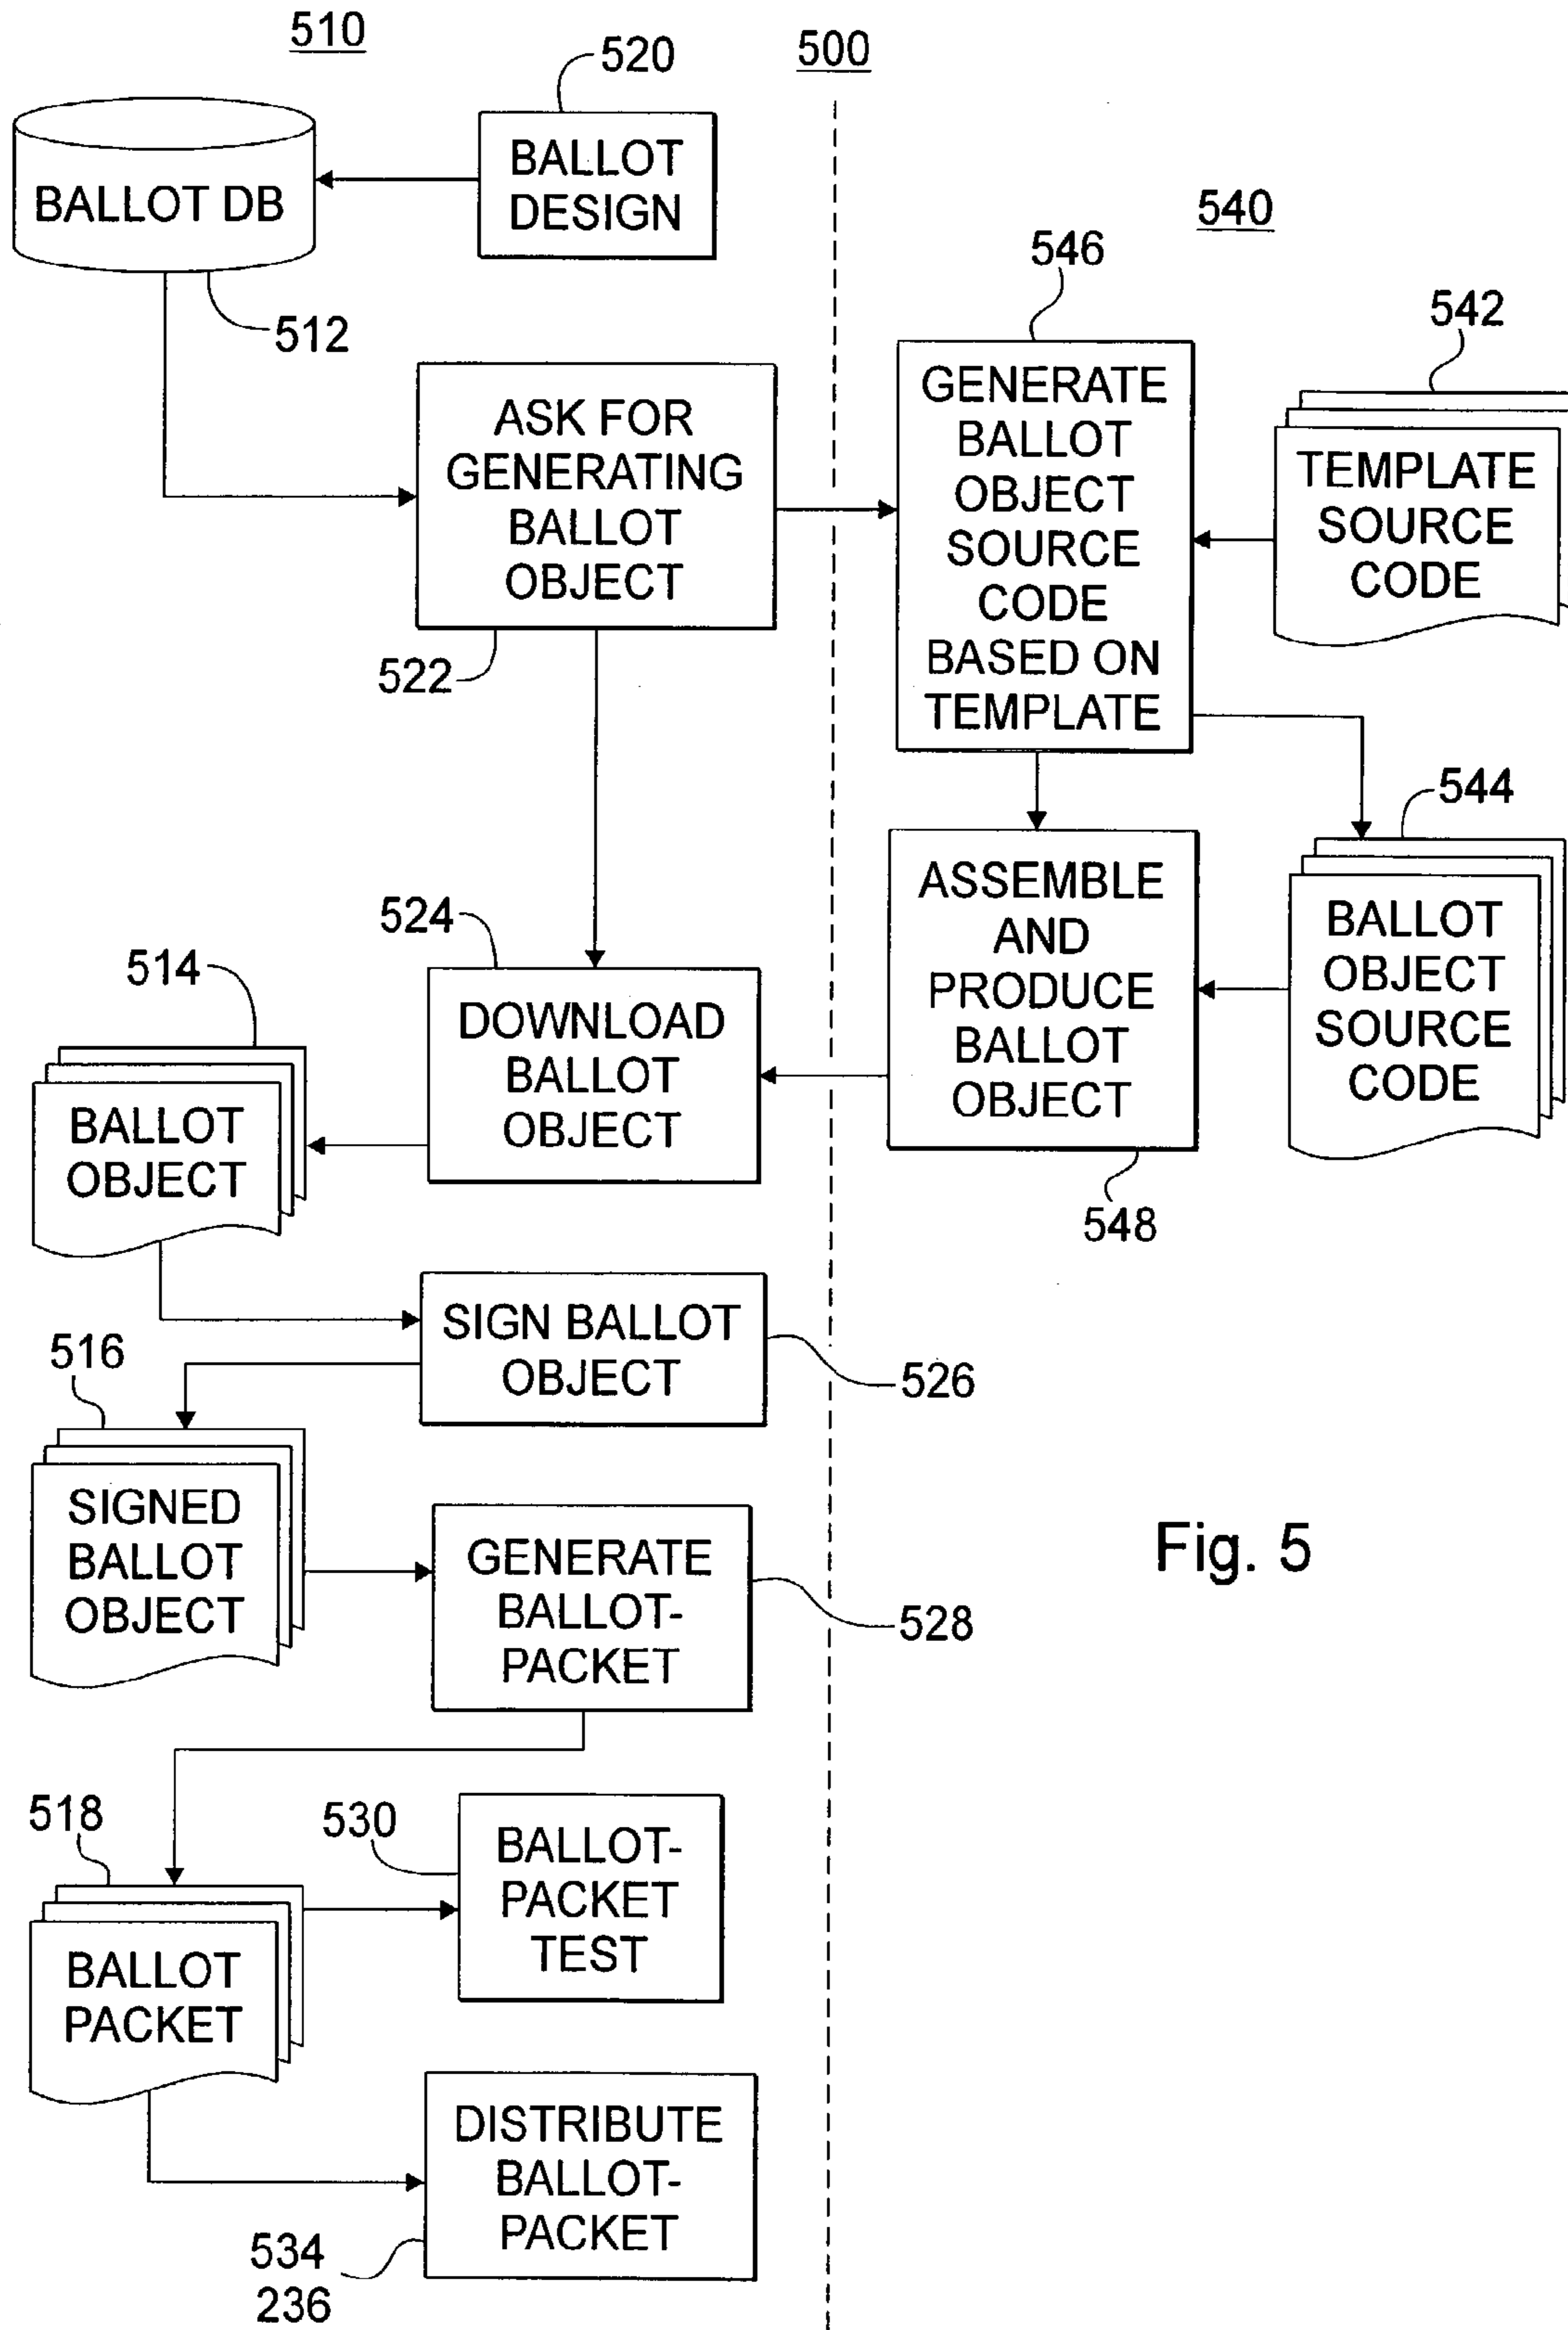 510
500
520
BALLOT DB
BALLOT
DESIGN
512
540
546
542
ASK FOR
GENERATING
BALLOT
OBJECT
522
GENERATE
BALLOT
OBJECT
SOURCE
CODE
BASED ON
TEMPLATE
TEMPLATE
SOURCE
CODE
544
524
514
DOWNLOAD
BALLOT
OBJECT
ASSEMBLE
AND
PRODUCE
BALLOT
OBJECT
548
BALLOT
OBJECT
SOURCE
CODE
BALLOT
OBJECT
SIGN BALLOT
OBJECT
526
516
SIGNED
BALLOT
OBJECT
GENERATE
BALLOT-
PACKET
528
Fig. 5
518
530
BALLOT-
PACKET
TEST
BALLOT
PACKET
DISTRIBUTE
BALLOT-
PACKET
534
236